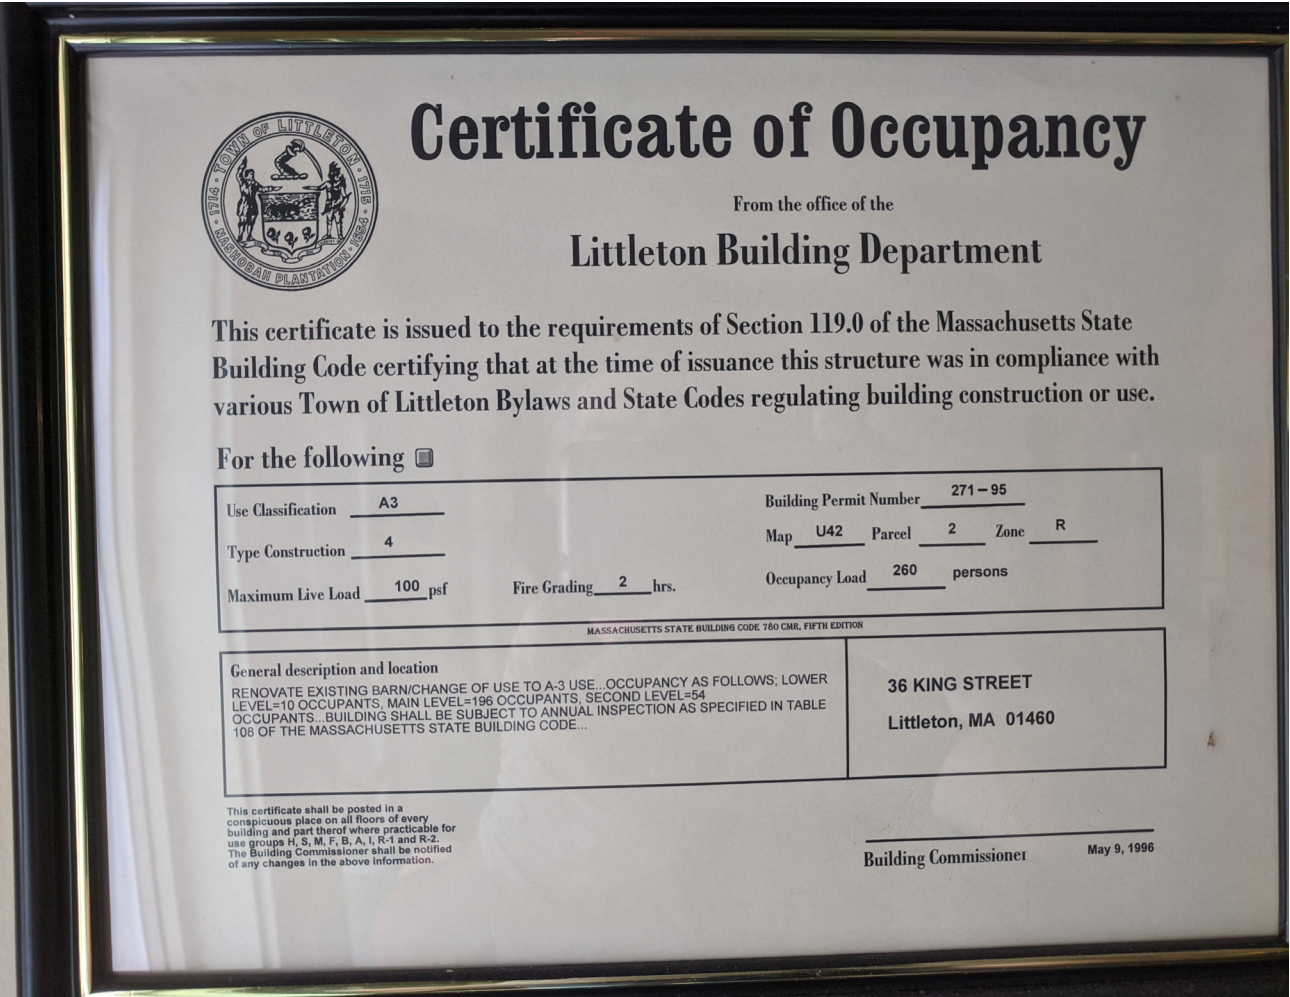 TOWN OF LITTLETON · 1715 · 1654 · NASHOBAH PLANTATION · 1714 ·
Certificate of Occupancy
From the office of the
Littleton Building Department
This certificate is issued to the requirements of Section 119.0 of the Massachusetts State
Building Code certifying that at the time of issuance this structure was in compliance with
various Town of Littleton Bylaws and State Codes regulating building construction or use.
For the following
Use Classification A3
Building Permit Number 271-95
Type Construction 4
Map U42 Parcel 2 Zone R
Maximum Live Load 100 psf Fire Grading 2 hrs.
Occupancy Load 260 persons
MASSACHUSETTS STATE BUILDING CODE 780 CMR, FIFTH EDITION
General description and location
RENOVATE EXISTING BARN/CHANGE OF USE TO A-3 USE...OCCUPANCY AS FOLLOWS; LOWER
LEVEL=10 OCCUPANTS, MAIN LEVEL=196 OCCUPANTS, SECOND LEVEL=54
OCCUPANTS...BUILDING SHALL BE SUBJECT TO ANNUAL INSPECTION AS SPECIFIED IN TABLE
108 OF THE MASSACHUSETTS STATE BUILDING CODE...
36 KING STREET
Littleton, MA 01460
This certificate shall be posted in a
conspicuous place on all floors of every
building and part therof where practicable for
use groups H, S, M, F, B, A, I, R-1 and R-2.
The Building Commissioner shall be notified
of any changes in the above information.
Building Commissioner
May 9, 1996